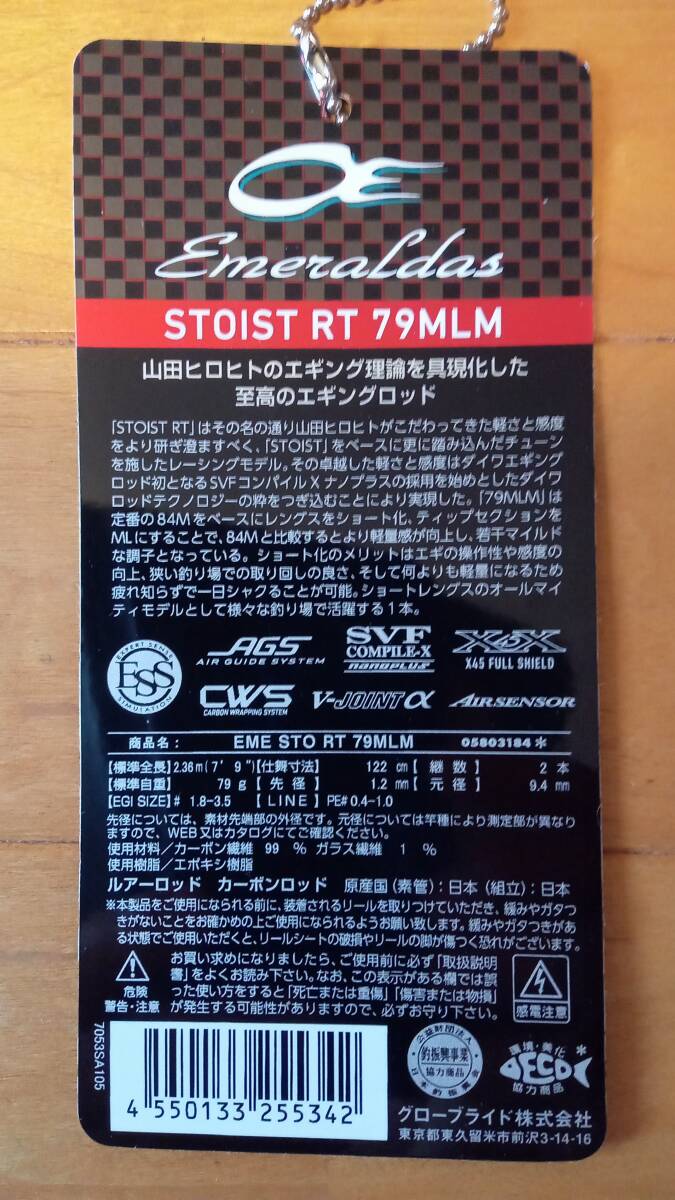 Emeraldas
STOIST RT 79MLM
山田ヒロヒトのエギング理論を具現化した
至高のエギングロッド
「STOIST RT」はその名の通り山田ヒロヒトがこだわってきた軽さと感度
をより研ぎ澄ますべく、「STOIST」をベースに更に踏み込んだチューン
を施したレーシングモデル。その卓越した軽さと感度はダイワエギング
ロッド初となるSVFコンパイルX ナノプラスの採用を始めとしたダイワ
ロッドテクノロジーの粋をつぎ込むことにより実現した。「79MLM」は
定番の84Mをベースにレングスをショート化、ティップセクションを
MLにすることで、84Mと比較するとより軽量感が向上し、若干マイルド
な調子となっている。ショート化のメリットはエギの操作性や感度の
向上、狭い釣り場での取り回しの良さ、そして何よりも軽量になるため
疲れ知らずで一日シャクることが可能。ショートレングスのオールマイ
ティモデルとして様々な釣り場で活躍する1本。
EXPERT SENSE ESS SIMULATION
AGS AIR GUIDE SYSTEM
SVF COMPILE-X nanoplus
X45X X45 FULL SHIELD
CWS CARBON WRAPPING SYSTEM
V-JOINT α
AIRSENSOR
商品名: EME STO RT 79MLM 05803184*
【標準全長】2.36m(7'9")【仕舞寸法】 122 cm【継数】 2 本
【標準自重】 79 g【先径】 1.2 mm【元径】 9.4 mm
【EGI SIZE】# 1.8-3.5 【LINE】PE#0.4-1.0
先径については、素材先端部の外径です。元径については竿種により測定部が異なり
ますので、WEB又はカタログにてご確認ください。
使用材料/カーボン繊維 99 % ガラス繊維 1 %
使用樹脂/エポキシ樹脂
ルアーロッド カーボンロッド 原産国(素管):日本(組立):日本
※本製品をご使用になられる前に、装着されるリールを取りつけていただき、緩みやガタつ
きがないことをお確かめの上ご使用になられるようお願い致します。緩みやガタつきがあ
る状態でご使用いただくと、リールシートの破損やリールの脚が傷つく恐れがございます。
危険
警告・注意
お買い求めになりましたら、ご使用前に必ず「取扱説明
書」をよくお読み下さい。なお、この表示がある欄では誤
った使い方をすると「死亡または重傷」「傷害または物損」
が発生する可能性がありますので、必ずお守り下さい。
感電注意
7053SA105
4 550133 255342
公益財団法人
釣振興事業
日本釣振興会
環境・美化
DECO
協力商品
グローブライド株式会社
東京都東久留米市前沢3-14-16